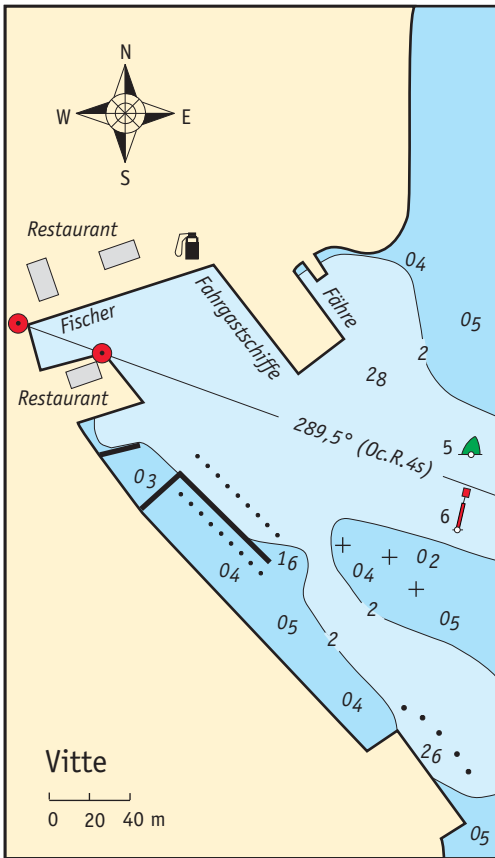 N
W E
S
Restaurant
Fischer
Fahrgastschiffe
Fähre
04
05
2
28
Restaurant
289,5° (Oc.R.4s)
5
6
03
16
04
02
04
05
2
05
2
04
26
05
Vitte
0 20 40 m